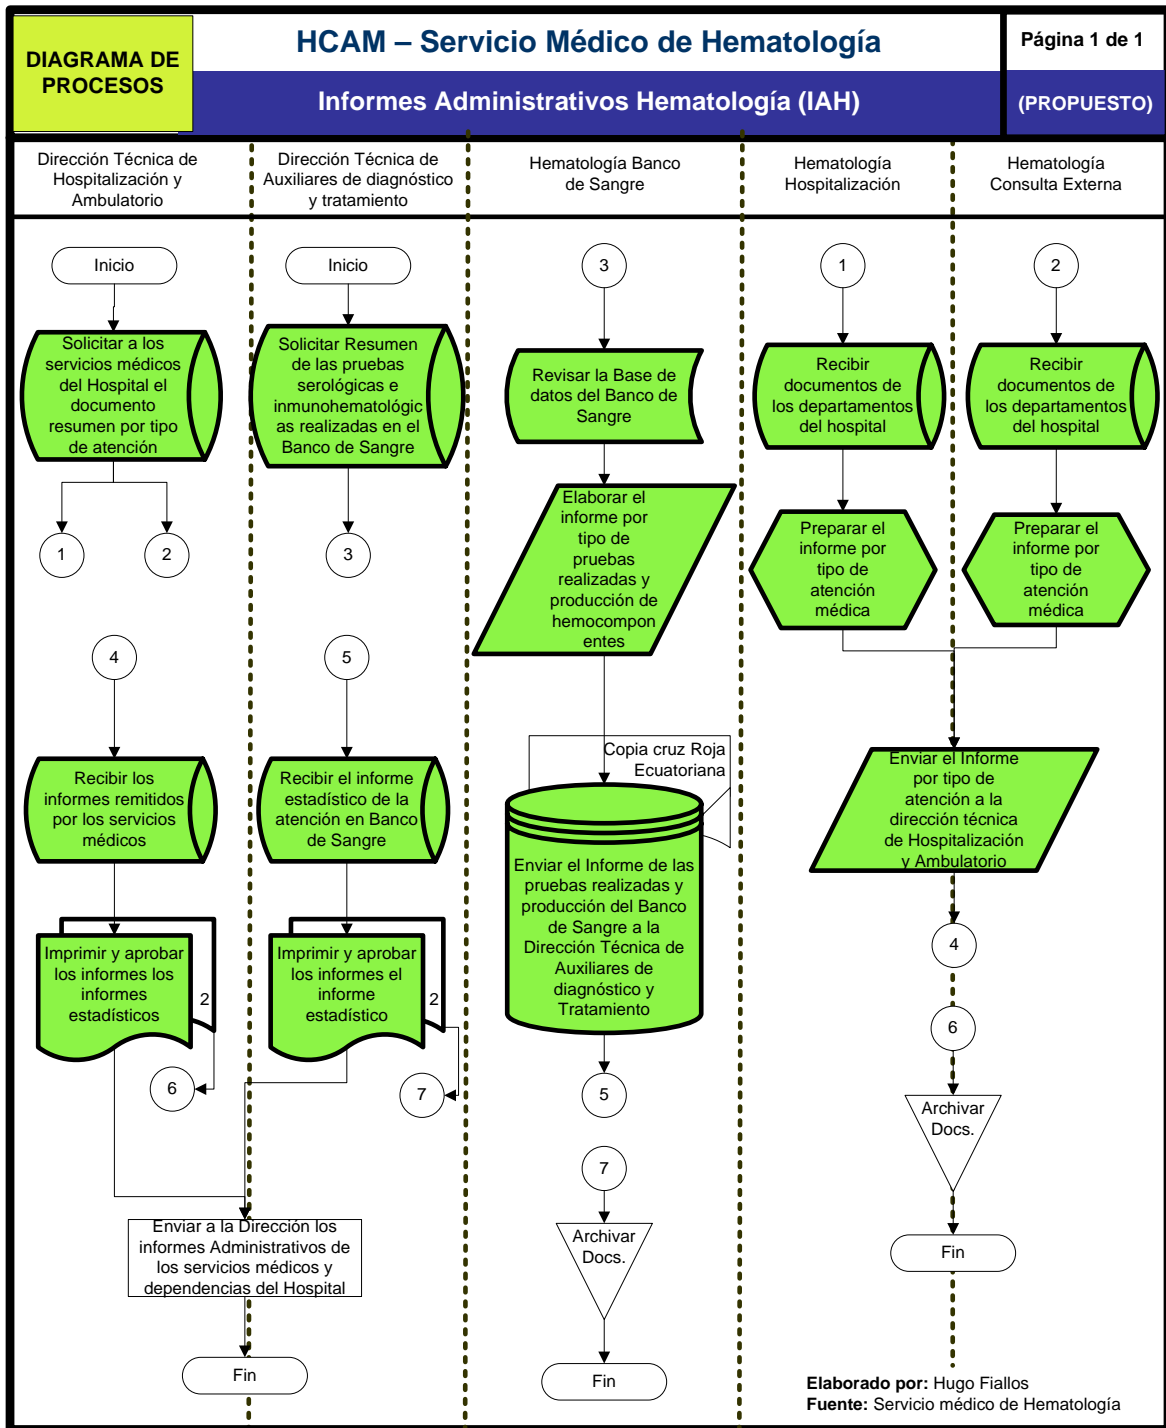 DIAGRAMA DE
PROCESOS
HCAM – Servicio Médico de Hematología
Página 1 de 1
Informes Administrativos Hematología (IAH)
(PROPUESTO)
Dirección Técnica de
Hospitalización y
Ambulatorio
Dirección Técnica de
Auxiliares de diagnóstico
y tratamiento
Hematología Banco
de Sangre
Hematología
Hospitalización
Hematología
Consulta Externa
Inicio
Solicitar a los
servicios médicos
del Hospital el
documento
resumen por tipo
de atención
1
2
4
Recibir los
informes remitidos
por los servicios
médicos
Imprimir y aprobar
los informes los
informes
estadísticos
2
6
Inicio
Solicitar Resumen
de las pruebas
serológicas e
inmunohematológic
as realizadas en el
Banco de Sangre
3
5
Recibir el informe
estadístico de la
atención en Banco
de Sangre
Imprimir y aprobar
los informes el
informe
estadístico
2
7
Enviar a la Dirección los
informes Administrativos de
los servicios médicos y
dependencias del Hospital
Fin
3
Revisar la Base de
datos del Banco de
Sangre
Elaborar el
informe por
tipo de
pruebas
realizadas y
producción de
hemocompon
entes
Copia cruz Roja
Ecuatoriana
Enviar el Informe de las
pruebas realizadas y
producción del Banco
de Sangre a la
Dirección Técnica de
Auxiliares de
diagnóstico y
Tratamiento
5
7
Archivar
Docs.
Fin
1
Recibir
documentos de
los departamentos
del hospital
Preparar el
informe por
tipo de
atención
médica
2
Recibir
documentos de
los departamentos
del hospital
Preparar el
informe por
tipo de
atención
médica
Enviar el Informe
por tipo de
atención a la
dirección técnica
de Hospitalización
y Ambulatorio
4
6
Archivar
Docs.
Fin
Elaborado por: Hugo Fiallos
Fuente: Servicio médico de Hematología